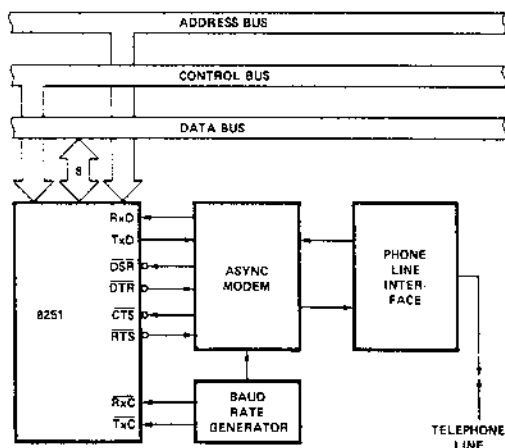 ADDRESS BUS
CONTROL BUS
DATA BUS
8
8251
RxD
TxD
DSR
DTR
CTS
RTS
RxC
TxC
ASYNC
MODEM
BAUD
RATE
GENERATOR
PHONE
LINE
INTER-
FACE
TELEPHONE
LINE